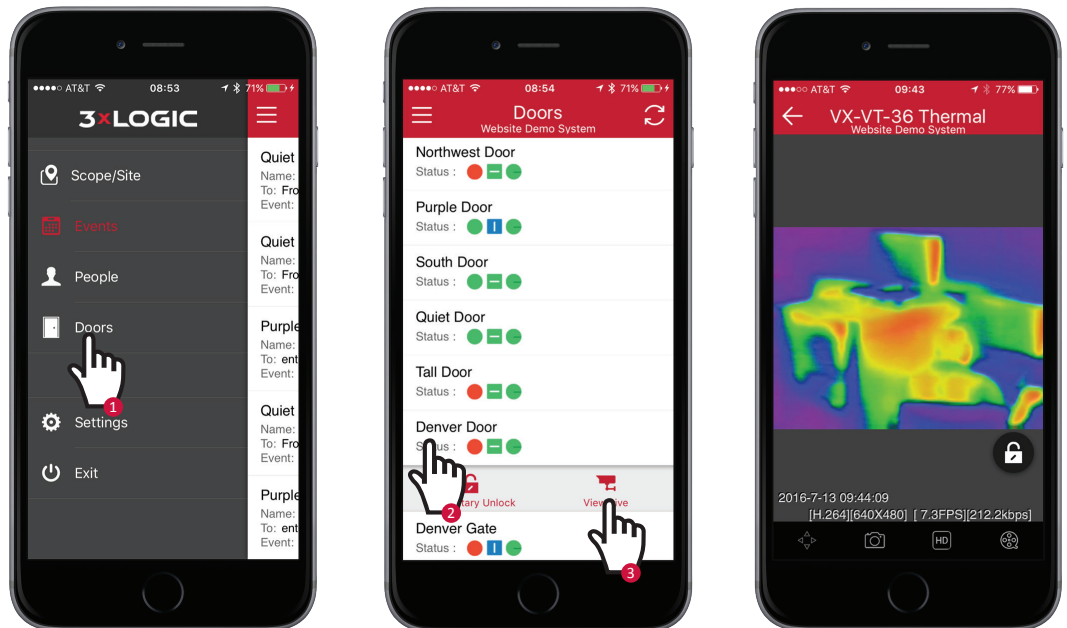 AT&T 08:53 71%
3×LOGIC
Scope/Site
Events
People
Doors
1
Settings
Exit
Quiet
Name:
To: Fro
Event:
Quiet
Name:
To: Fro
Event:
Purple
Name:
To: ent
Event:
Quiet
Name:
To: Fro
Event:
Purple
Name:
To: ent
Event:
AT&T 08:54 71%
Doors
Website Demo System
Northwest Door
Status :
Purple Door
Status :
South Door
Status :
Quiet Door
Status :
Tall Door
Status :
Denver Door
Status :
2
tary Unlock
View Live
3
Denver Gate
Status :
AT&T 09:43 77%
VX-VT-36 Thermal
Website Demo System
2016-7-13 09:44:09
[H.264][640X480] [ 7.3FPS][212.2kbps]
HD